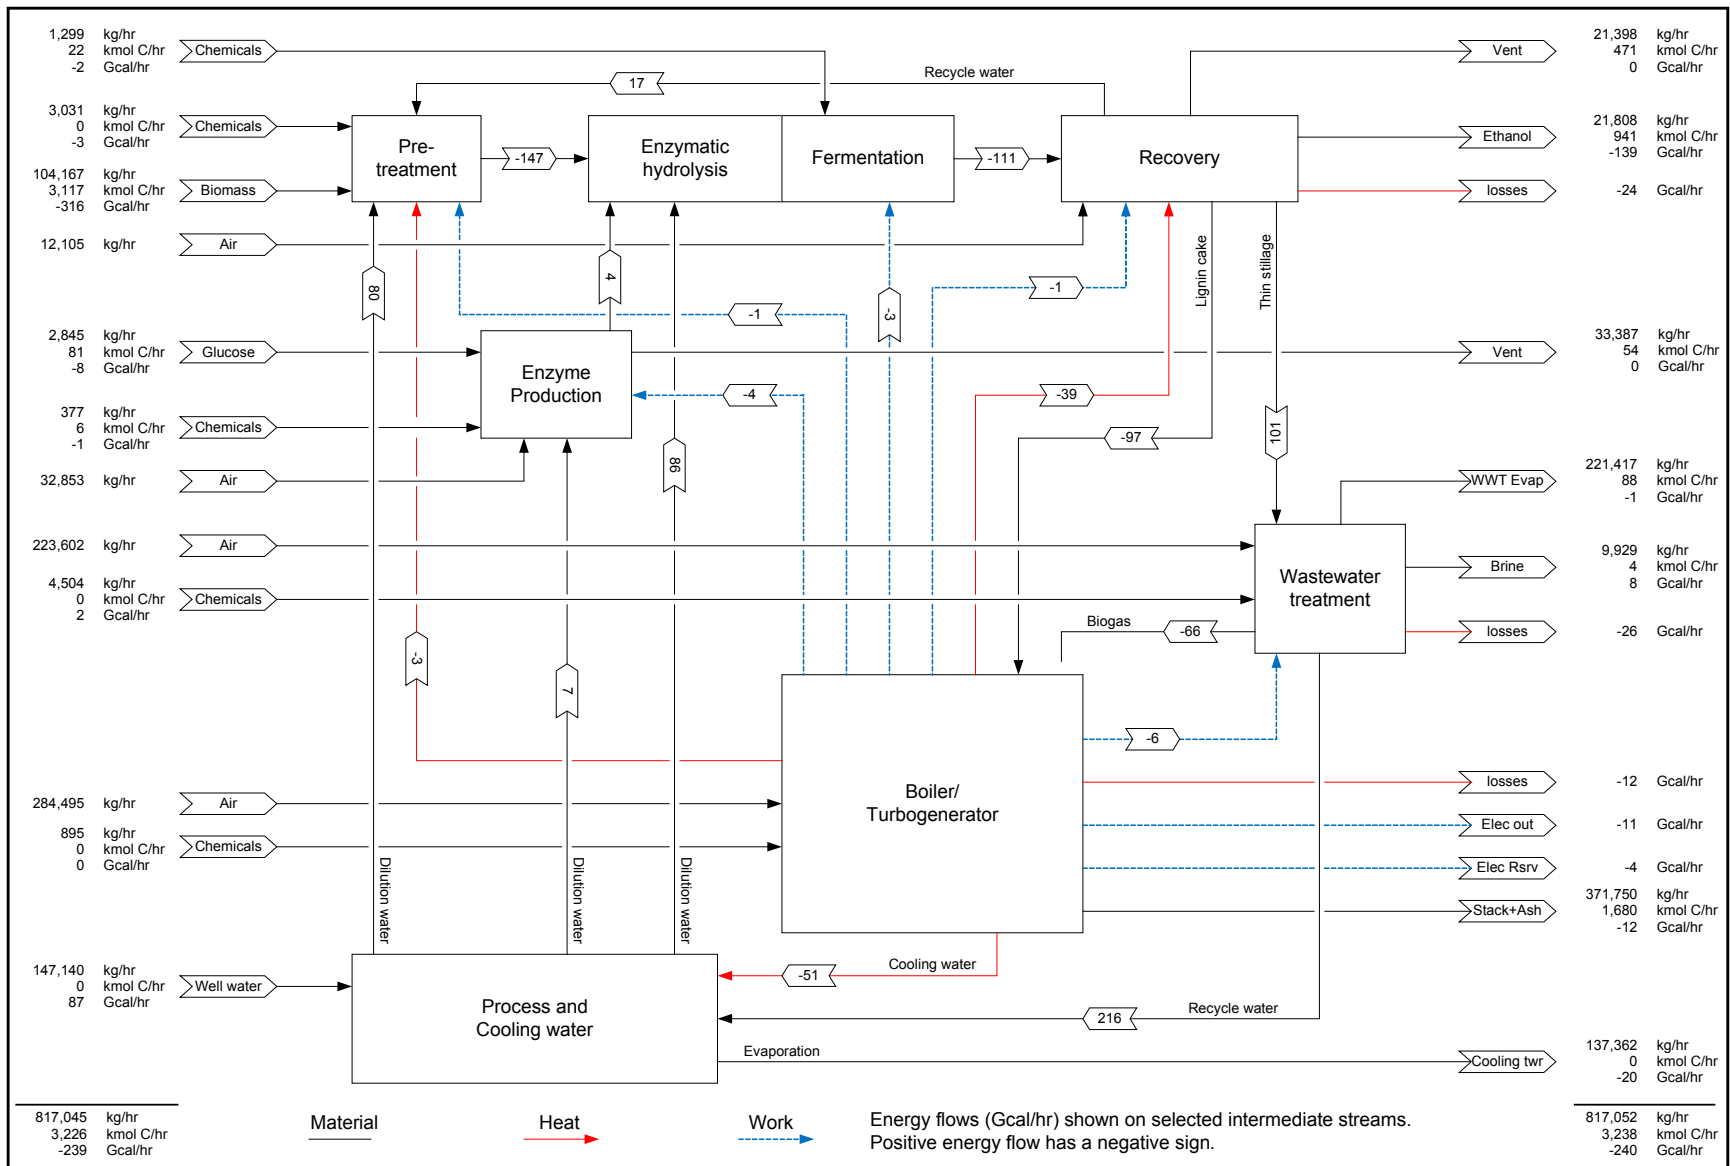 1,299 kg/hr
22 kmol C/hr
-2 Gcal/hr
Chemicals
3,031 kg/hr
0 kmol C/hr
-3 Gcal/hr
Chemicals
104,167 kg/hr
3,117 kmol C/hr
-316 Gcal/hr
Biomass
12,105 kg/hr
Air
2,845 kg/hr
81 kmol C/hr
-8 Gcal/hr
Glucose
377 kg/hr
6 kmol C/hr
-1 Gcal/hr
Chemicals
32,853 kg/hr
Air
223,602 kg/hr
Air
4,504 kg/hr
0 kmol C/hr
2 Gcal/hr
Chemicals
284,495 kg/hr
Air
895 kg/hr
0 kmol C/hr
0 Gcal/hr
Chemicals
147,140 kg/hr
0 kmol C/hr
87 Gcal/hr
Well water
817,045 kg/hr
3,226 kmol C/hr
-239 Gcal/hr
17
Recycle water
Pre-
treatment
-147
Enzymatic
hydrolysis
Fermentation
-111
Recovery
80
4
-1
-3
-1
Lignin cake
Thin stillage
Enzyme
Production
-4
-39
-97
101
86
-3
7
Wastewater
treatment
Biogas
-66
-6
Boiler/
Turbogenerator
Dilution water
Dilution water
Dilution water
Cooling water
-51
Process and
Cooling water
Recycle water
216
Evaporation
Vent
21,398 kg/hr
471 kmol C/hr
0 Gcal/hr
Ethanol
21,808 kg/hr
941 kmol C/hr
-139 Gcal/hr
losses
-24 Gcal/hr
Vent
33,387 kg/hr
54 kmol C/hr
0 Gcal/hr
WWT Evap
221,417 kg/hr
88 kmol C/hr
-1 Gcal/hr
Brine
9,929 kg/hr
4 kmol C/hr
8 Gcal/hr
losses
-26 Gcal/hr
losses
-12 Gcal/hr
Elec out
-11 Gcal/hr
Elec Rsrv
-4 Gcal/hr
Stack+Ash
371,750 kg/hr
1,680 kmol C/hr
-12 Gcal/hr
Cooling twr
137,362 kg/hr
0 kmol C/hr
-20 Gcal/hr
817,052 kg/hr
3,238 kmol C/hr
-240 Gcal/hr
Material
Heat
Work
Energy flows (Gcal/hr) shown on selected intermediate streams.
Positive energy flow has a negative sign.